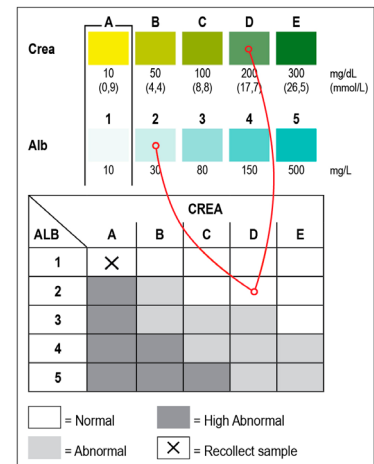 A B C D E
Crea
10 50 100 200 300 mg/dL
(0,9) (4,4) (8,8) (17,7) (26,5) (mmol/L)
1 2 3 4 5
Alb
10 30 80 150 500 mg/L
CREA
ALB A B C D E
1 X
2
3
4
5
= Normal = High Abnormal
= Abnormal X = Recollect sample